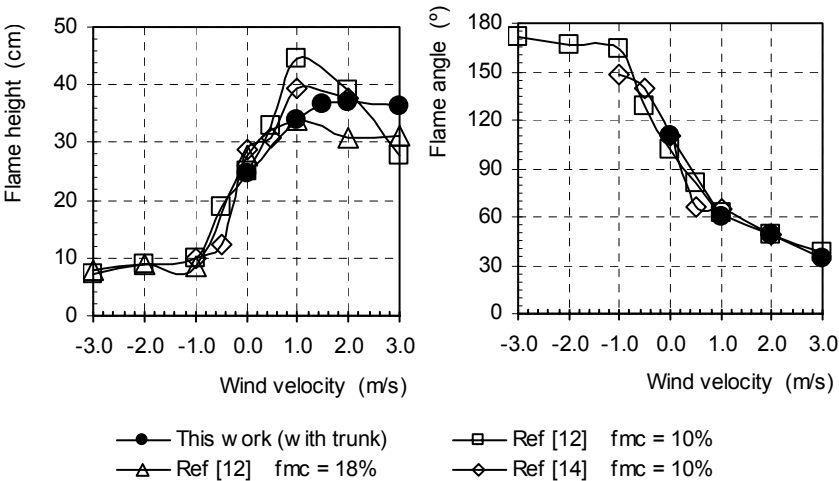 Flame height (cm)
50
40
30
20
10
0
-3.0 -2.0 -1.0 0.0 1.0 2.0 3.0
Wind velocity (m/s)
Flame angle (º)
180
150
120
90
60
30
0
-3.0 -2.0 -1.0 0.0 1.0 2.0 3.0
Wind velocity (m/s)
This work (with trunk)
Ref [12] fmc = 10%
Ref [12] fmc = 18%
Ref [14] fmc = 10%